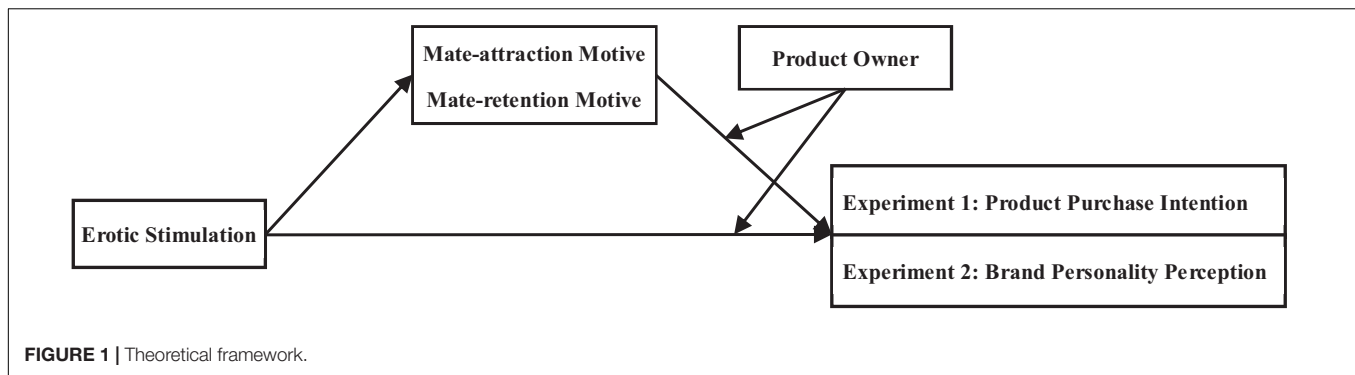 Mate-attraction Motive
Mate-retention Motive
Product Owner
Erotic Stimulation
Experiment 1: Product Purchase Intention
Experiment 2: Brand Personality Perception
FIGURE 1 | Theoretical framework.